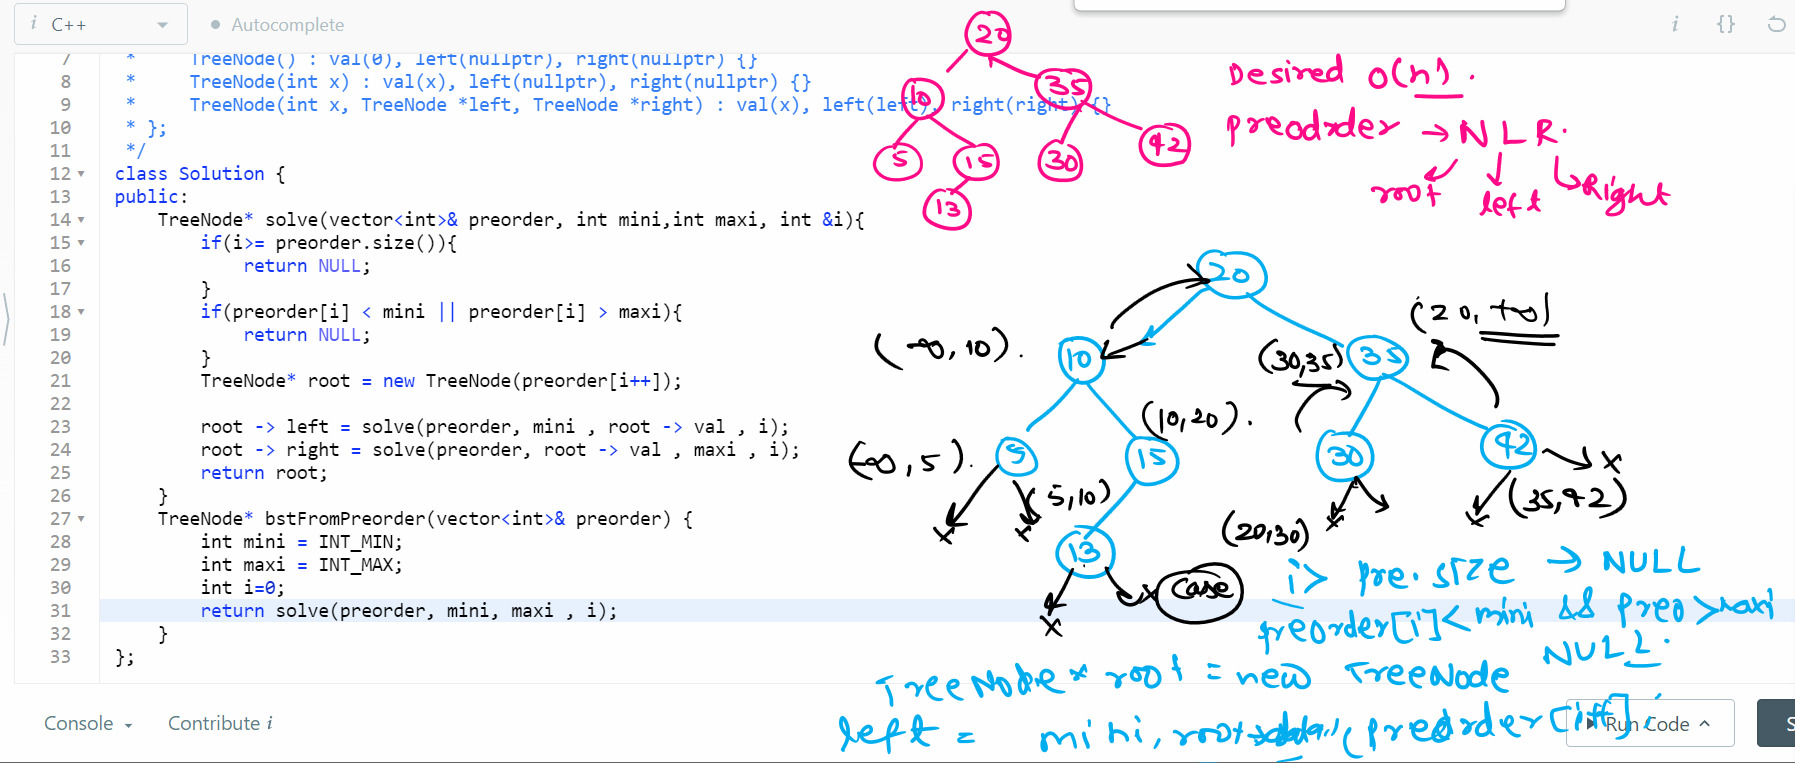 i C++
Autocomplete
i {}
7 * TreeNode() : val(0), left(nullptr), right(nullptr) {}
8 * TreeNode(int x) : val(x), left(nullptr), right(nullptr) {}
9 * TreeNode(int x, TreeNode *left, TreeNode *right) : val(x), left(left), right(right) {}
10 * };
11 */
12 class Solution {
13 public:
14 TreeNode* solve(vector<int>& preorder, int mini,int maxi, int &i){
15 if(i>= preorder.size()){
16 return NULL;
17 }
18 if(preorder[i] < mini || preorder[i] > maxi){
19 return NULL;
20 }
21 TreeNode* root = new TreeNode(preorder[i++]);
22
23 root -> left = solve(preorder, mini , root -> val , i);
24 root -> right = solve(preorder, root -> val , maxi , i);
25 return root;
26 }
27 TreeNode* bstFromPreorder(vector<int>& preorder) {
28 int mini = INT_MIN;
29 int maxi = INT_MAX;
30 int i=0;
31 return solve(preorder, mini, maxi , i);
32 }
33 };
20
10 35
5 15 30 42
13
Desired O(n).
preodrder → N L R.
root left Right
20
(-∞, 10). 10 (30,35) 35 (20, +∞)
(-∞, 5). 5 (10,20). 15 30 42 x
(5,10) (20,30) (35,42)
x x 13 x x
x x Case
i > pre.size → NULL
preorder[i] < mini && preo > maxi
NULL.
TreeNode* root = new TreeNode
(preorder[i++];
left = mini, root→data,
Console Contribute i
Run Code
S